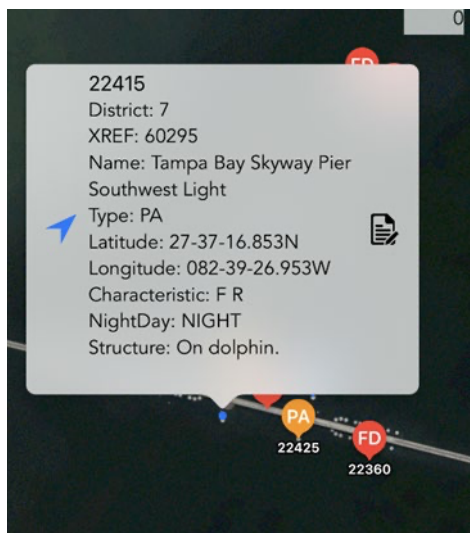 0
FD
22415
District: 7
XREF: 60295
Name: Tampa Bay Skyway Pier
Southwest Light
Type: PA
Latitude: 27-37-16.853N
Longitude: 082-39-26.953W
Characteristic: F R
NightDay: NIGHT
Structure: On dolphin.
PA
22425
FD
22360